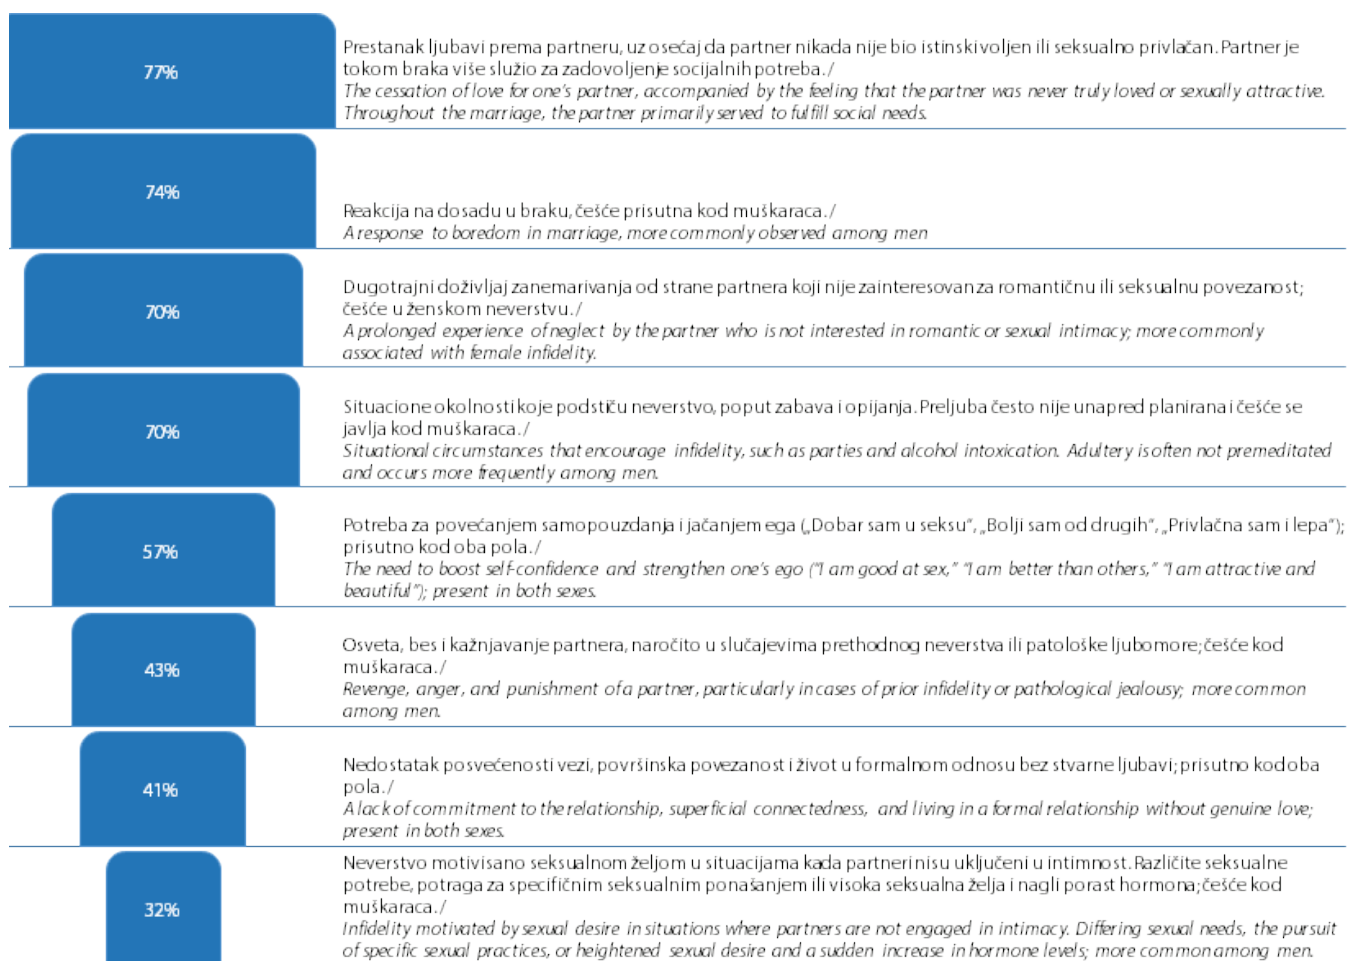 77%
Prestanak ljubavi prema partneru, uz osećaj da partner nikada nije bio istinski voljen ili seksualno privlačan. Partner je
tokom braka više služio za zadovoljenje socijalnih potreba./
The cessation of love for one's partner, accompanied by the feeling that the partner was never truly loved or sexually attractive.
Throughout the marriage, the partner primarily served to fulfill social needs.
74%
Reakcija na dosadu u braku, češće prisutna kod muškaraca./
A response to boredom in marriage, more commonly observed among men
70%
Dugotrajni doživljaj zanemarivanja od strane partnera koji nije zainteresovan za romantičnu ili seksualnu povezanost;
češće u ženskom neverstvu./
A prolonged experience of neglect by the partner who is not interested in romantic or sexual intimacy; more commonly
associated with female infidelity.
70%
Situacione okolnosti koje podstiču neverstvo, poput zabava i opijanja. Preljuba često nije unapred planirana i češće se
javlja kod muškaraca./
Situational circumstances that encourage infidelity, such as parties and alcohol intoxication. Adultery is often not premeditated
and occurs more frequently among men.
57%
Potreba za povećanjem samopouzdanja i jačanjem ega („Dobar sam u seksu", „Bolji sam od drugih", „Privlačna sam i lepa");
prisutno kod oba pola./
The need to boost self-confidence and strengthen one's ego ("I am good at sex," "I am better than others," "I am attractive and
beautiful"); present in both sexes.
43%
Osveta, bes i kažnjavanje partnera, naročito u slučajevima prethodnog neverstva ili patološke ljubomore; češće kod
muškaraca./
Revenge, anger, and punishment of a partner, particularly in cases of prior infidelity or pathological jealousy; more common
among men.
41%
Nedostatak posvećenosti vezi, površinska povezanost i život u formalnom odnosu bez stvarne ljubavi; prisutno kod oba
pola./
A lack of commitment to the relationship, superficial connectedness, and living in a formal relationship without genuine love;
present in both sexes.
32%
Neverstvo motivisano seksualnom željom u situacijama kada partneri nisu uključeni u intimnost. Različite seksualne
potrebe, potraga za specifičnim seksualnim ponašanjem ili visoka seksualna želja i nagli porast hormona; češće kod
muškaraca./
Infidelity motivated by sexual desire in situations where partners are not engaged in intimacy. Differing sexual needs, the pursuit
of specific sexual practices, or heightened sexual desire and a sudden increase in hormone levels; more common among men.